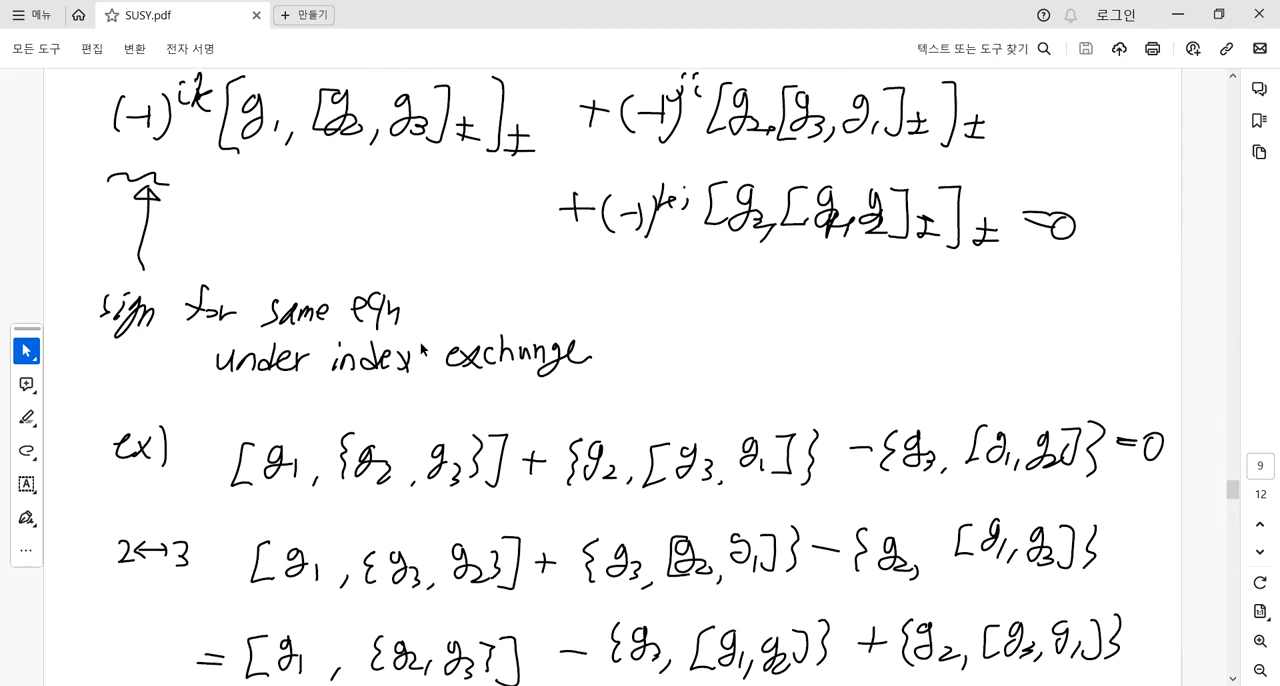 메뉴 SUSY.pdf + 만들기 로그인
모든 도구 편집 변환 전자 서명 텍스트 또는 도구 찾기
(-1)^{ik} [g_1, [g_2, g_3]_±]_± + (-1)^{ji} [g_2, [g_3, g_1]_±]_±
+ (-1)^{kj} [g_3, [g_1, g_2]_±]_± = 0
sign for same eqn
under index exchange
ex) [g_1, {g_2, g_3}] + {g_2, [g_3, g_1]} - {g_3, [g_1, g_2]} = 0
2↔3 [g_1, {g_3, g_2}] + {g_3, [g_2, g_1]} - {g_2, [g_1, g_3]}
= [g_1, {g_2, g_3}] - {g_3, [g_1, g_2]} + {g_2, [g_3, g_1]}
9
12